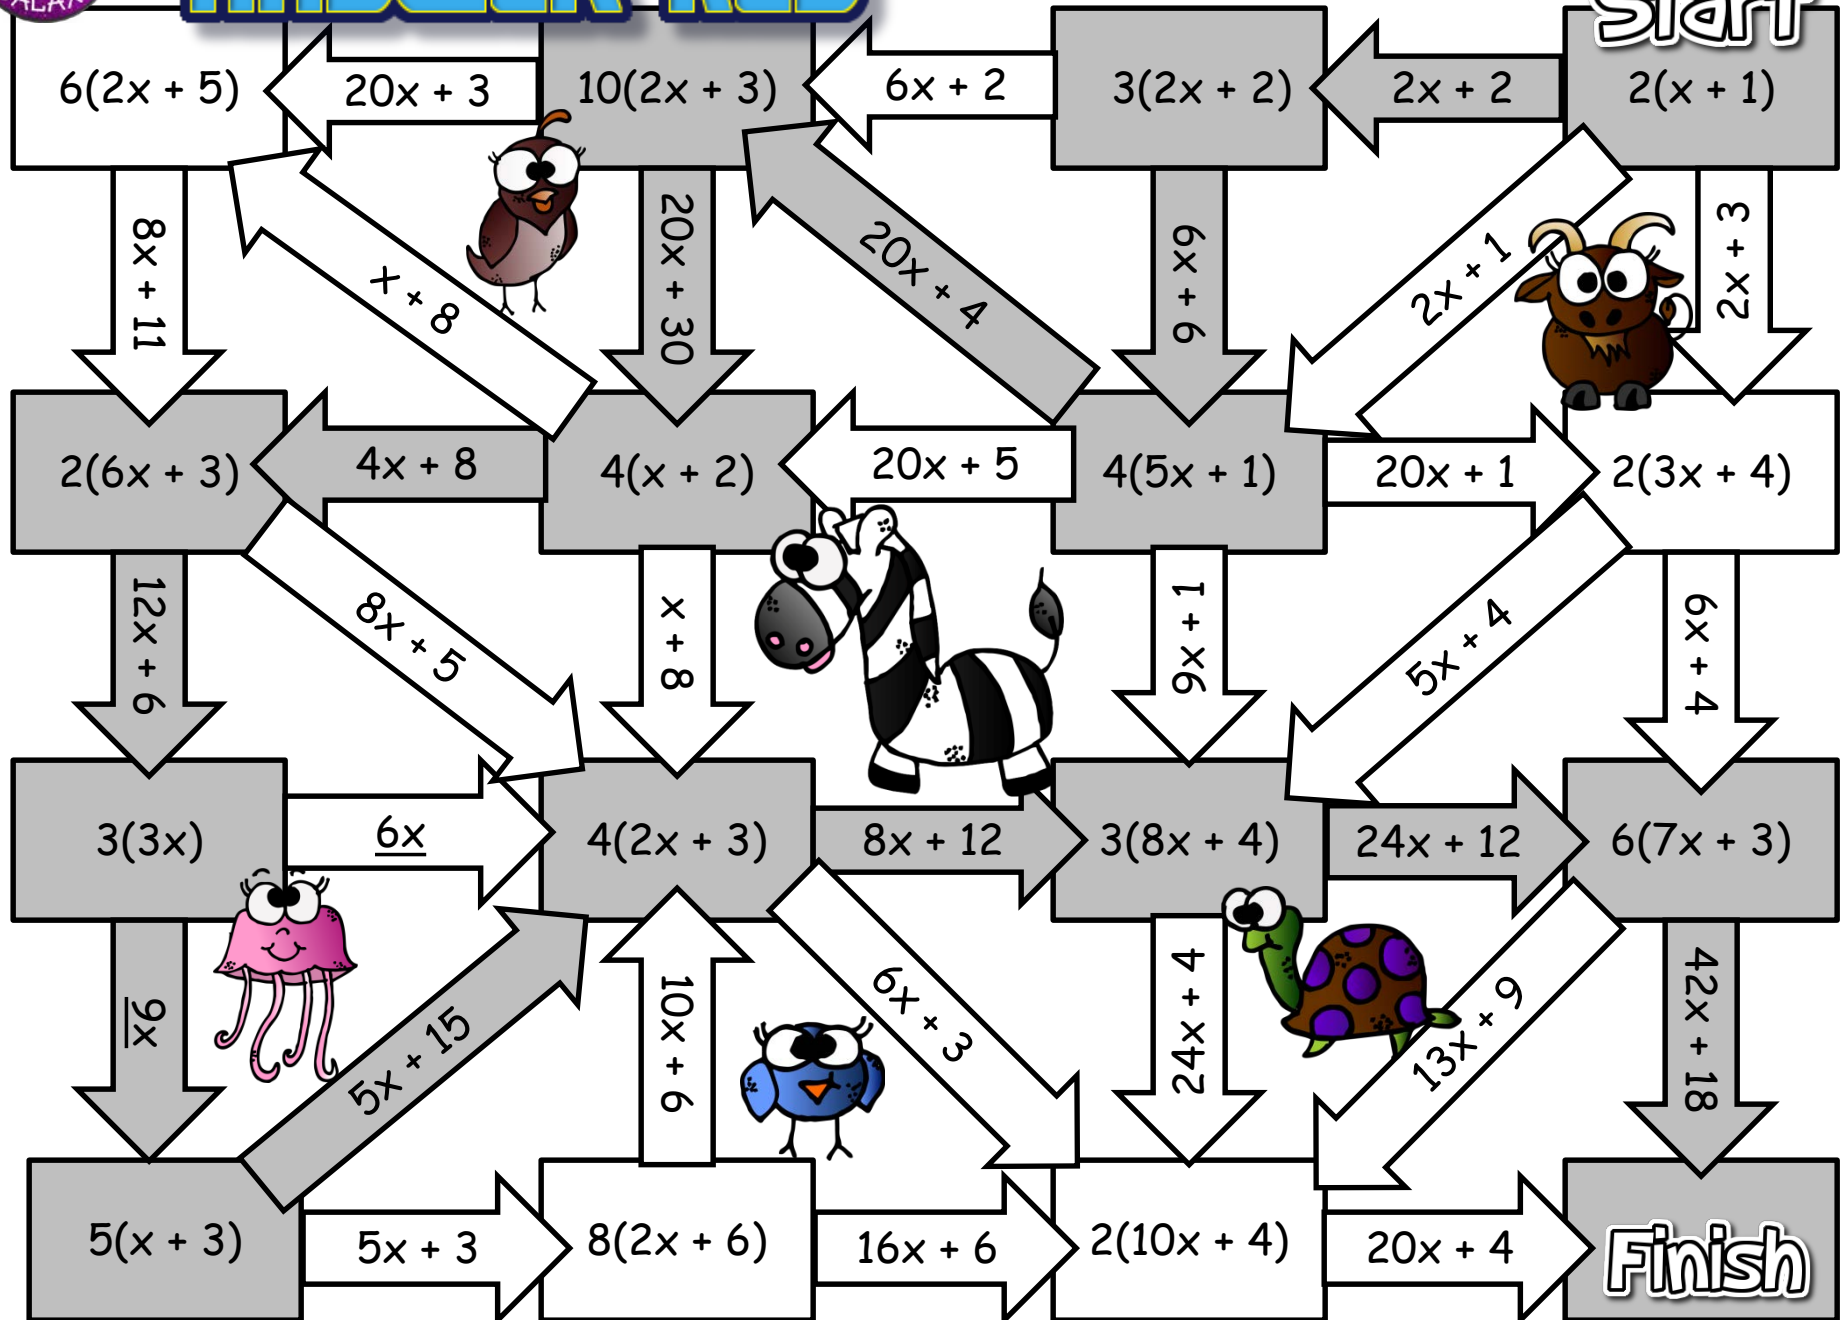 Start
6(2x + 5)
20x + 3
10(2x + 3)
6x + 2
3(2x + 2)
2x + 2
2(x + 1)
8x + 11
x + 8
20x + 30
20x + 4
6x + 6
2x + 1
2x + 3
2(6x + 3)
4x + 8
4(x + 2)
20x + 5
4(5x + 1)
20x + 1
2(3x + 4)
12x + 6
8x + 5
x + 8
9x + 1
5x + 4
6x + 4
3(3x)
6x
4(2x + 3)
8x + 12
3(8x + 4)
24x + 12
6(7x + 3)
9x
5x + 15
10x + 6
6x + 3
24x + 4
13x + 9
42x + 18
5(x + 3)
5x + 3
8(2x + 6)
16x + 6
2(10x + 4)
20x + 4
Finish